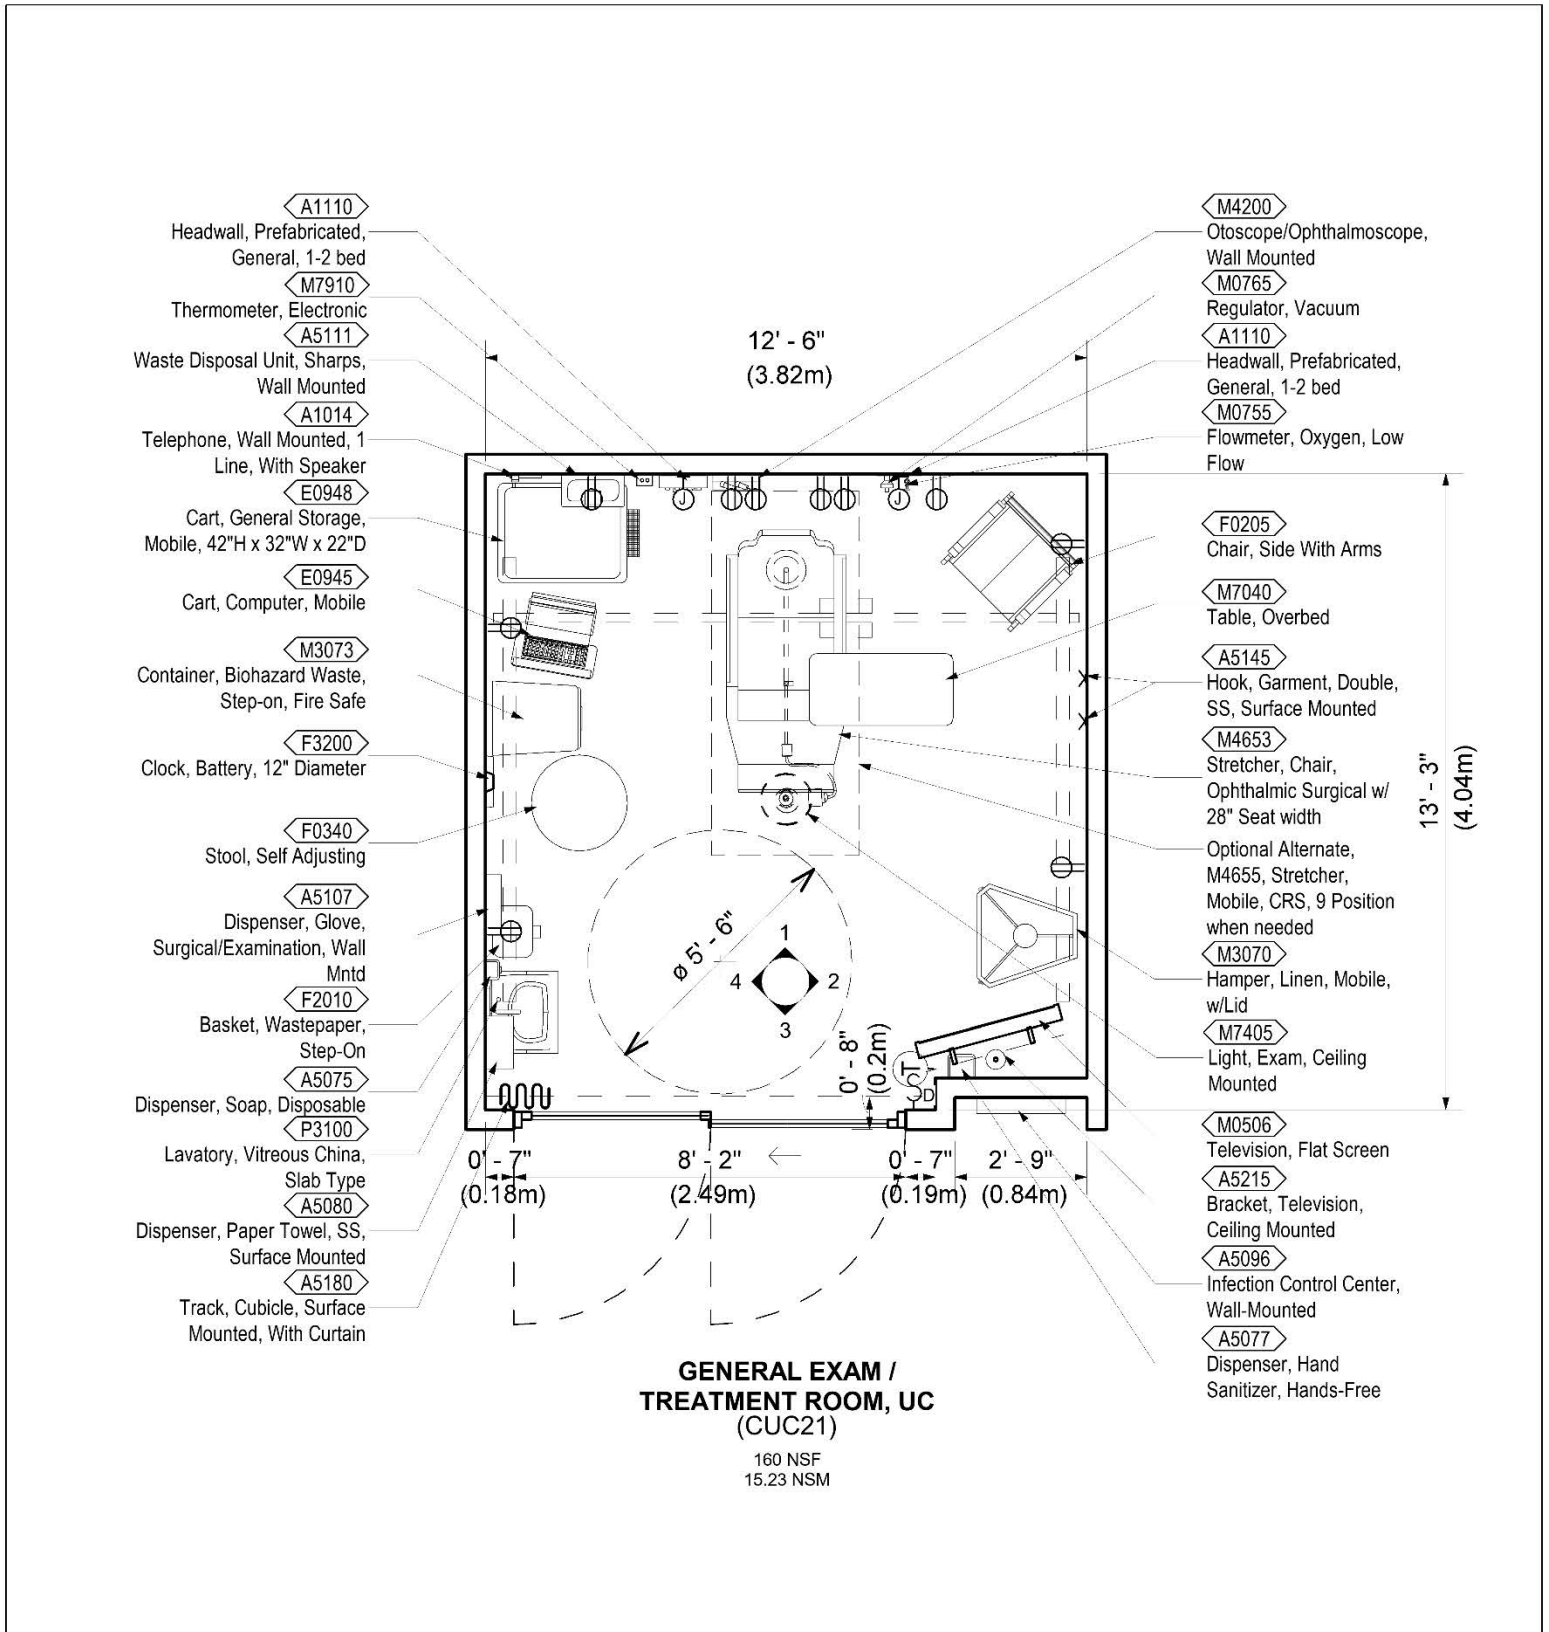 A1110
Headwall, Prefabricated,
General, 1-2 bed
M7910
Thermometer, Electronic
A5111
Waste Disposal Unit, Sharps,
Wall Mounted
A1014
Telephone, Wall Mounted, 1
Line, With Speaker
E0948
Cart, General Storage,
Mobile, 42"H x 32"W x 22"D
E0945
Cart, Computer, Mobile
M3073
Container, Biohazard Waste,
Step-on, Fire Safe
F3200
Clock, Battery, 12" Diameter
F0340
Stool, Self Adjusting
A5107
Dispenser, Glove,
Surgical/Examination, Wall
Mntd
F2010
Basket, Wastepaper,
Step-On
A5075
Dispenser, Soap, Disposable
P3100
Lavatory, Vitreous China,
Slab Type
A5080
Dispenser, Paper Towel, SS,
Surface Mounted
A5180
Track, Cubicle, Surface
Mounted, With Curtain
12' - 6"
(3.82m)
J
J
ø 5' - 6"
1
4
2
3
0' - 8"
(0.2m)
ST
D
0' - 7"
(0.18m)
8' - 2"
(2.49m)
0' - 7"
(0.19m)
2' - 9"
(0.84m)
13' - 3"
(4.04m)
M4200
Otoscope/Ophthalmoscope,
Wall Mounted
M0765
Regulator, Vacuum
A1110
Headwall, Prefabricated,
General, 1-2 bed
M0755
Flowmeter, Oxygen, Low
Flow
F0205
Chair, Side With Arms
M7040
Table, Overbed
A5145
Hook, Garment, Double,
SS, Surface Mounted
M4653
Stretcher, Chair,
Ophthalmic Surgical w/
28" Seat width
Optional Alternate,
M4655, Stretcher,
Mobile, CRS, 9 Position
when needed
M3070
Hamper, Linen, Mobile,
w/Lid
M7405
Light, Exam, Ceiling
Mounted
M0506
Television, Flat Screen
A5215
Bracket, Television,
Ceiling Mounted
A5096
Infection Control Center,
Wall-Mounted
A5077
Dispenser, Hand
Sanitizer, Hands-Free
GENERAL EXAM /
TREATMENT ROOM, UC
(CUC21)
160 NSF
15.23 NSM